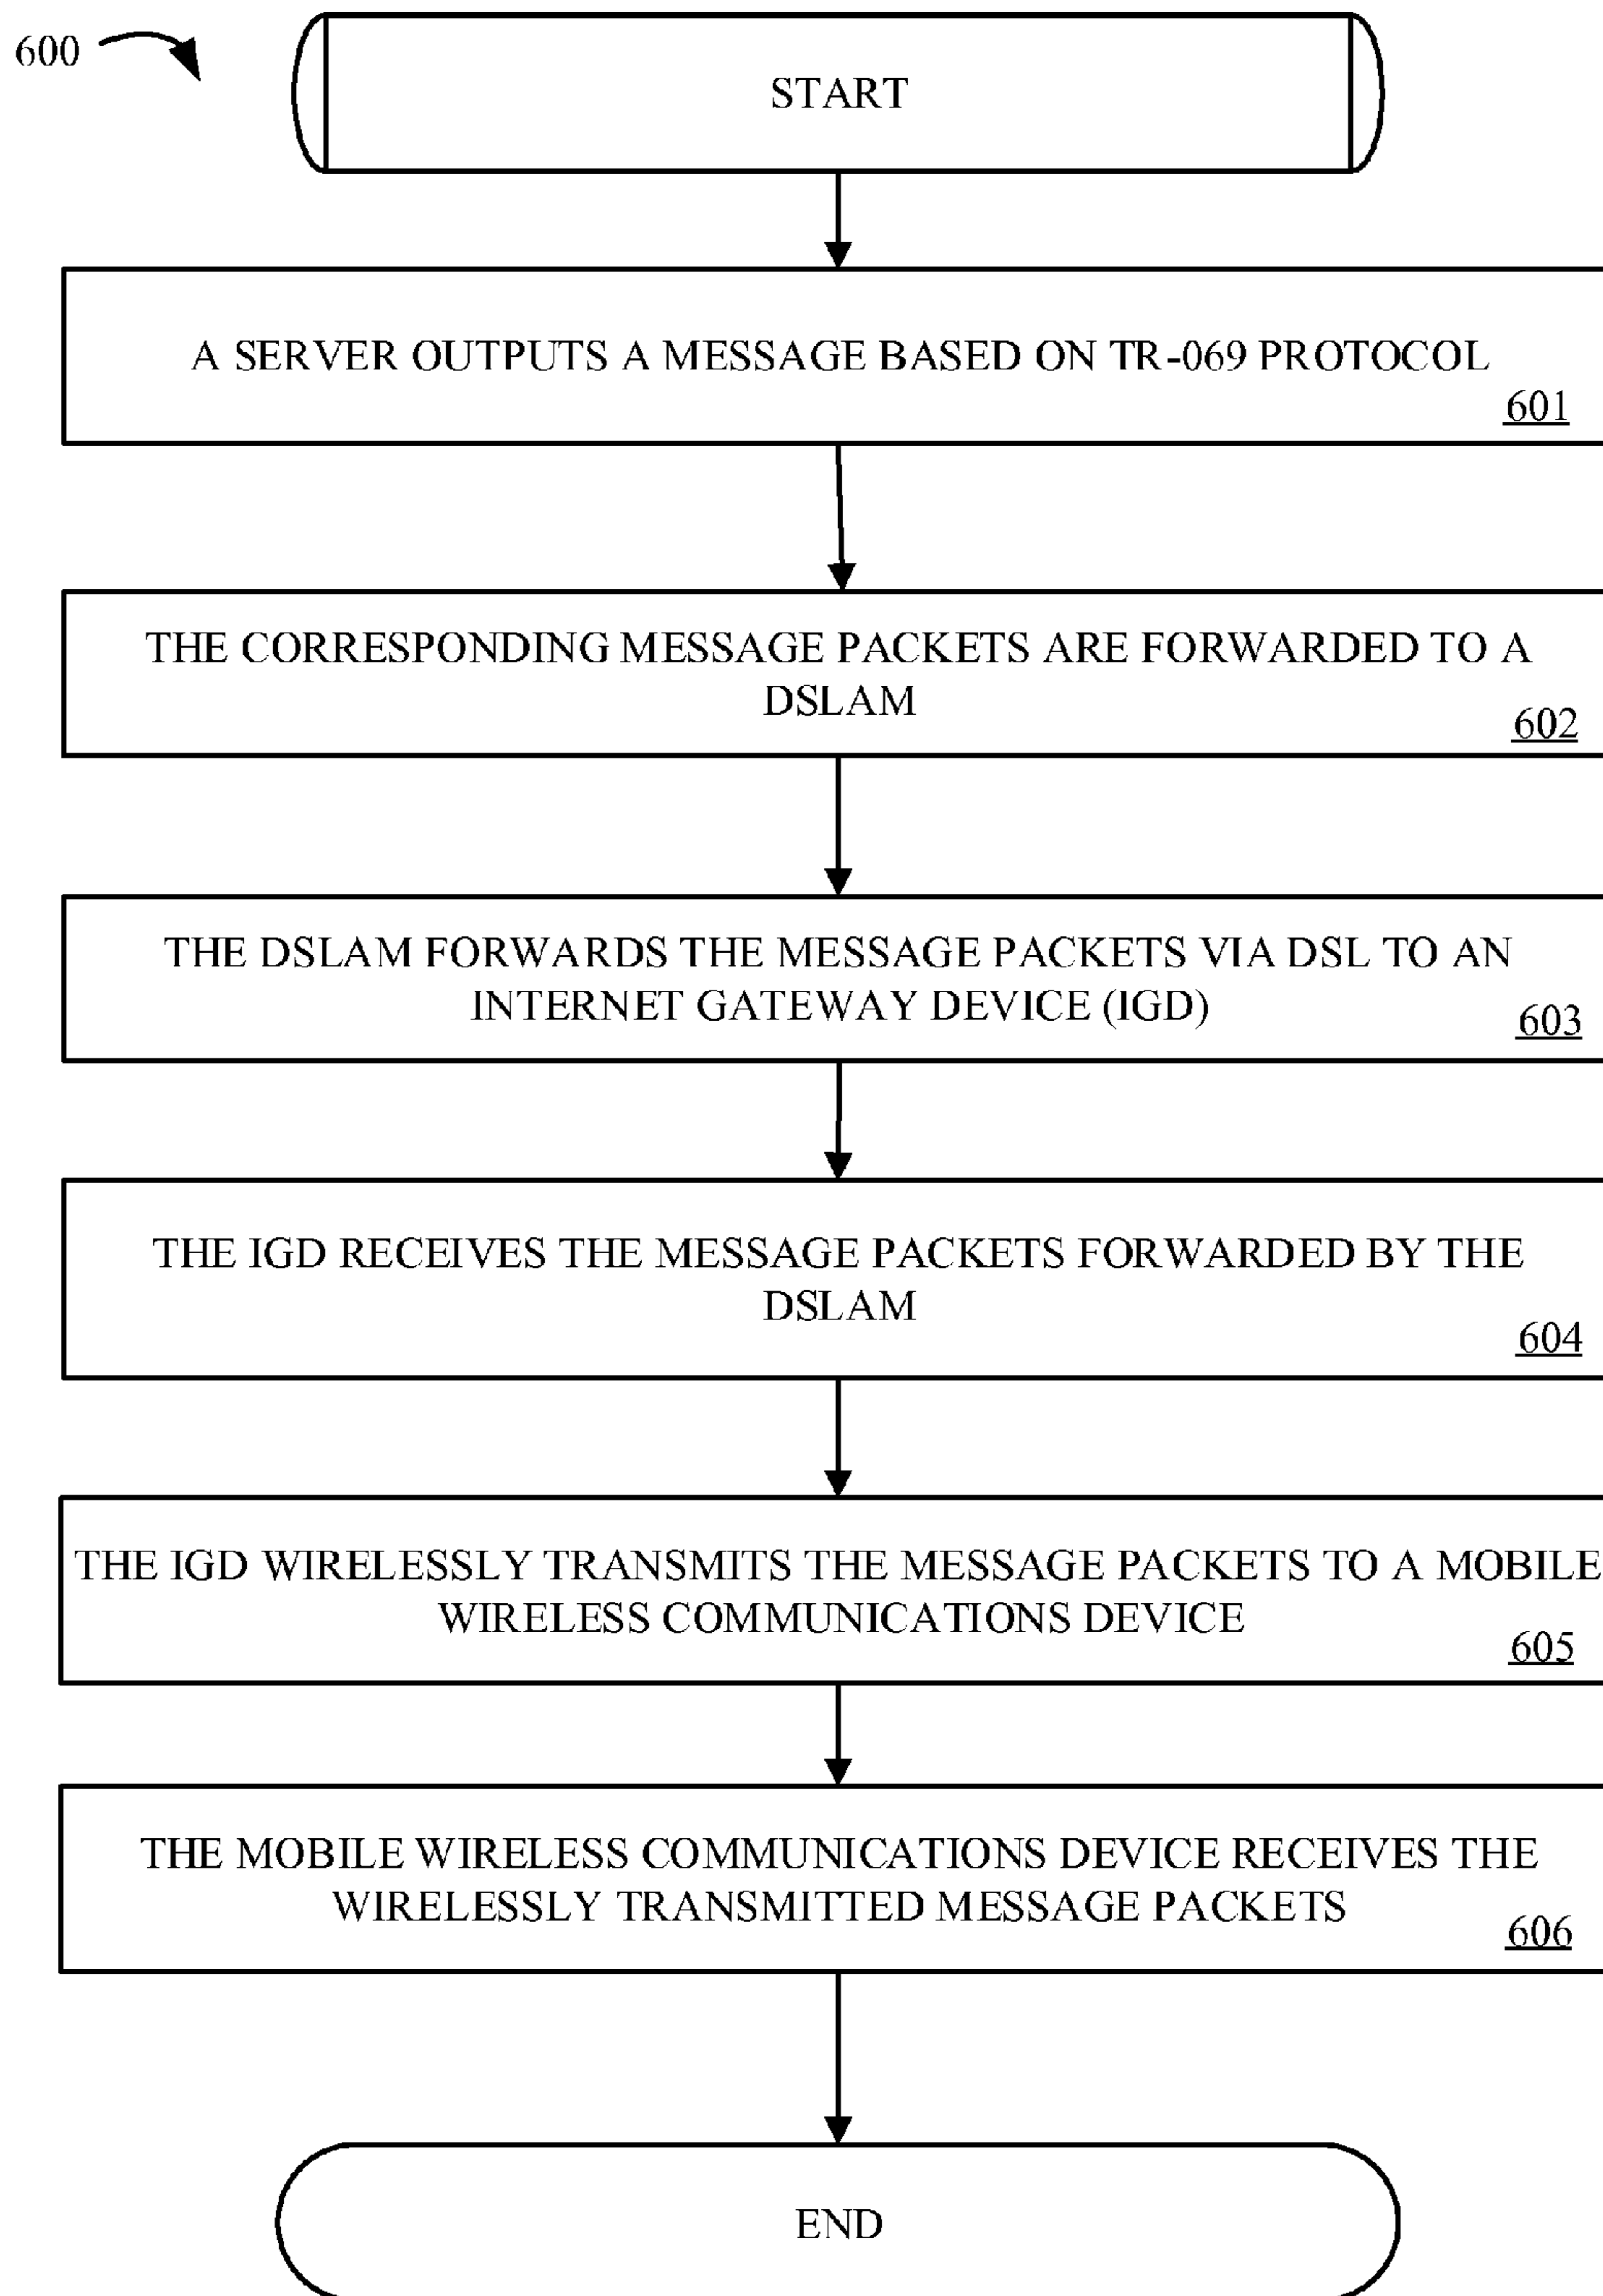 600
START
A SERVER OUTPUTS A MESSAGE BASED ON TR-069 PROTOCOL
601
THE CORRESPONDING MESSAGE PACKETS ARE FORWARDED TO A
DSLAM
602
THE DSLAM FORWARDS THE MESSAGE PACKETS VIA DSL TO AN
INTERNET GATEWAY DEVICE (IGD)
603
THE IGD RECEIVES THE MESSAGE PACKETS FORWARDED BY THE
DSLAM
604
THE IGD WIRELESSLY TRANSMITS THE MESSAGE PACKETS TO A MOBILE
WIRELESS COMMUNICATIONS DEVICE
605
THE MOBILE WIRELESS COMMUNICATIONS DEVICE RECEIVES THE
WIRELESSLY TRANSMITTED MESSAGE PACKETS
606
END